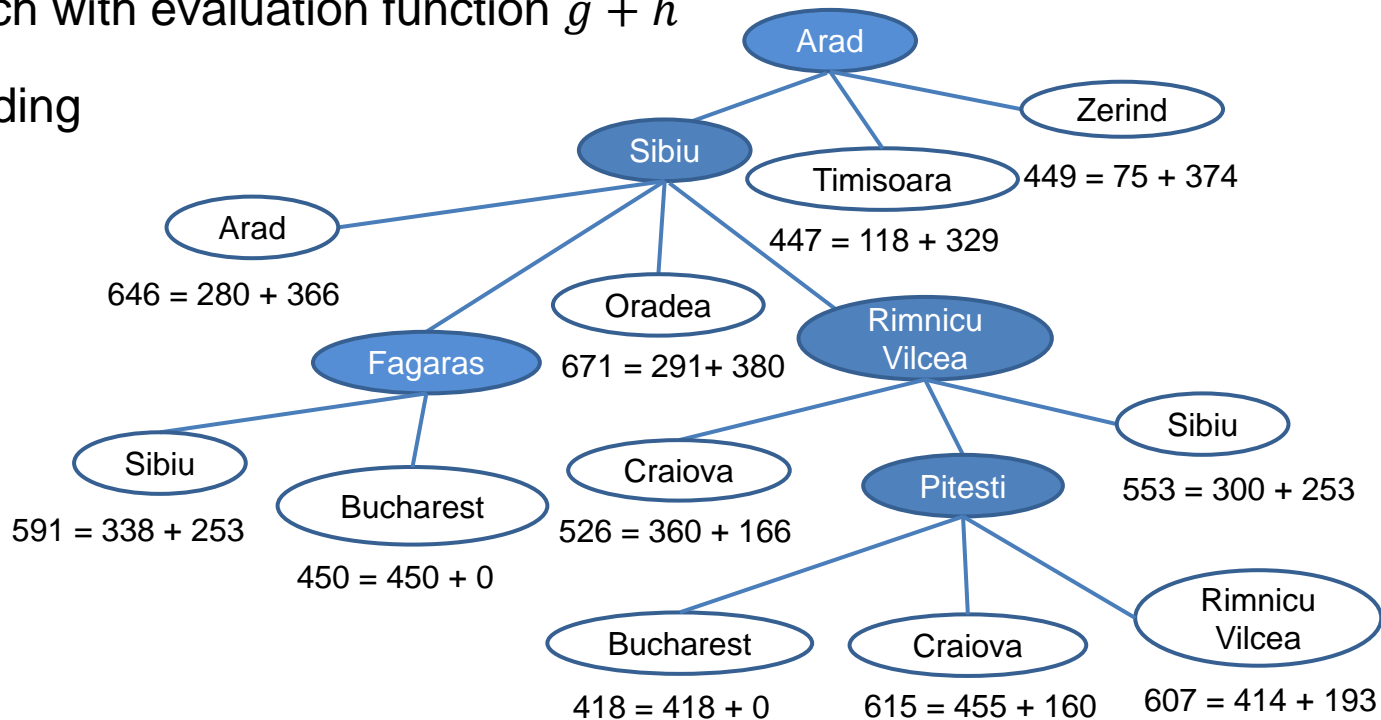 ch with evaluation function g + h
ding
Arad
Zerind
449 = 75 + 374
Sibiu
Timisoara
447 = 118 + 329
Arad
646 = 280 + 366
Oradea
671 = 291+ 380
Rimnicu
Vilcea
Fagaras
Sibiu
591 = 338 + 253
Bucharest
450 = 450 + 0
Craiova
526 = 360 + 166
Pitesti
Sibiu
553 = 300 + 253
Bucharest
418 = 418 + 0
Craiova
615 = 455 + 160
Rimnicu
Vilcea
607 = 414 + 193